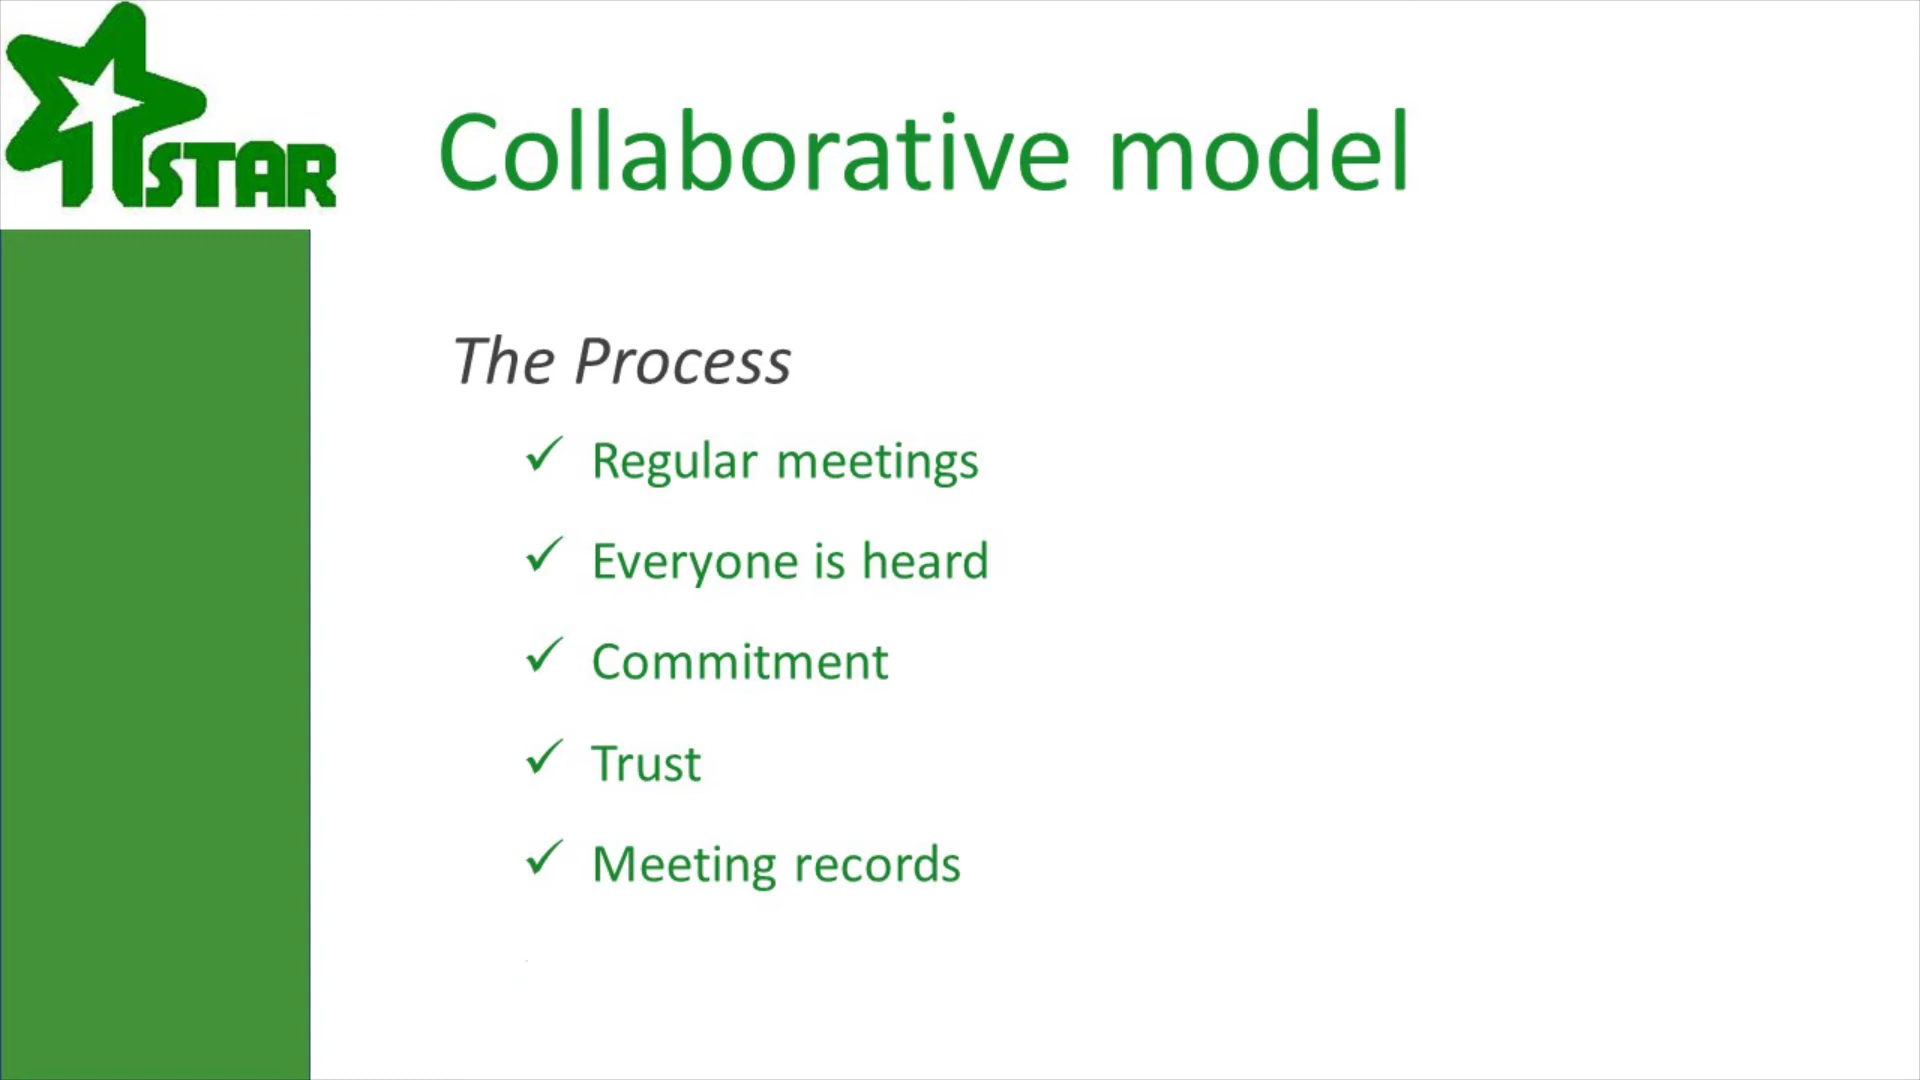 STAR
Collaborative model
The Process
✓ Regular meetings
✓ Everyone is heard
✓ Commitment
✓ Trust
✓ Meeting records